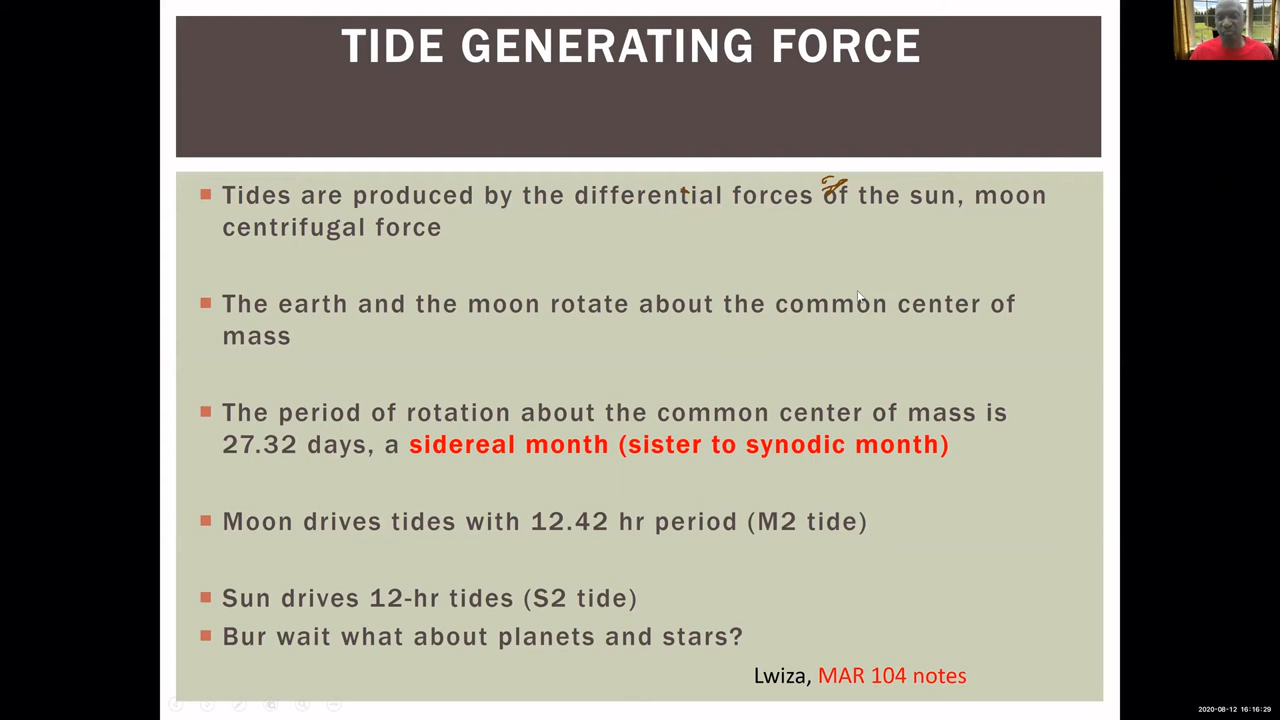 TIDE GENERATING FORCE
Tides are produced by the differential forces of the sun, moon
centrifugal force
The earth and the moon rotate about the common center of
mass
The period of rotation about the common center of mass is
27.32 days, a sidereal month (sister to synodic month)
Moon drives tides with 12.42 hr period (M2 tide)
Sun drives 12-hr tides (S2 tide)
Bur wait what about planets and stars?
Lwiza, MAR 104 notes
2020-08-12 16:16:29